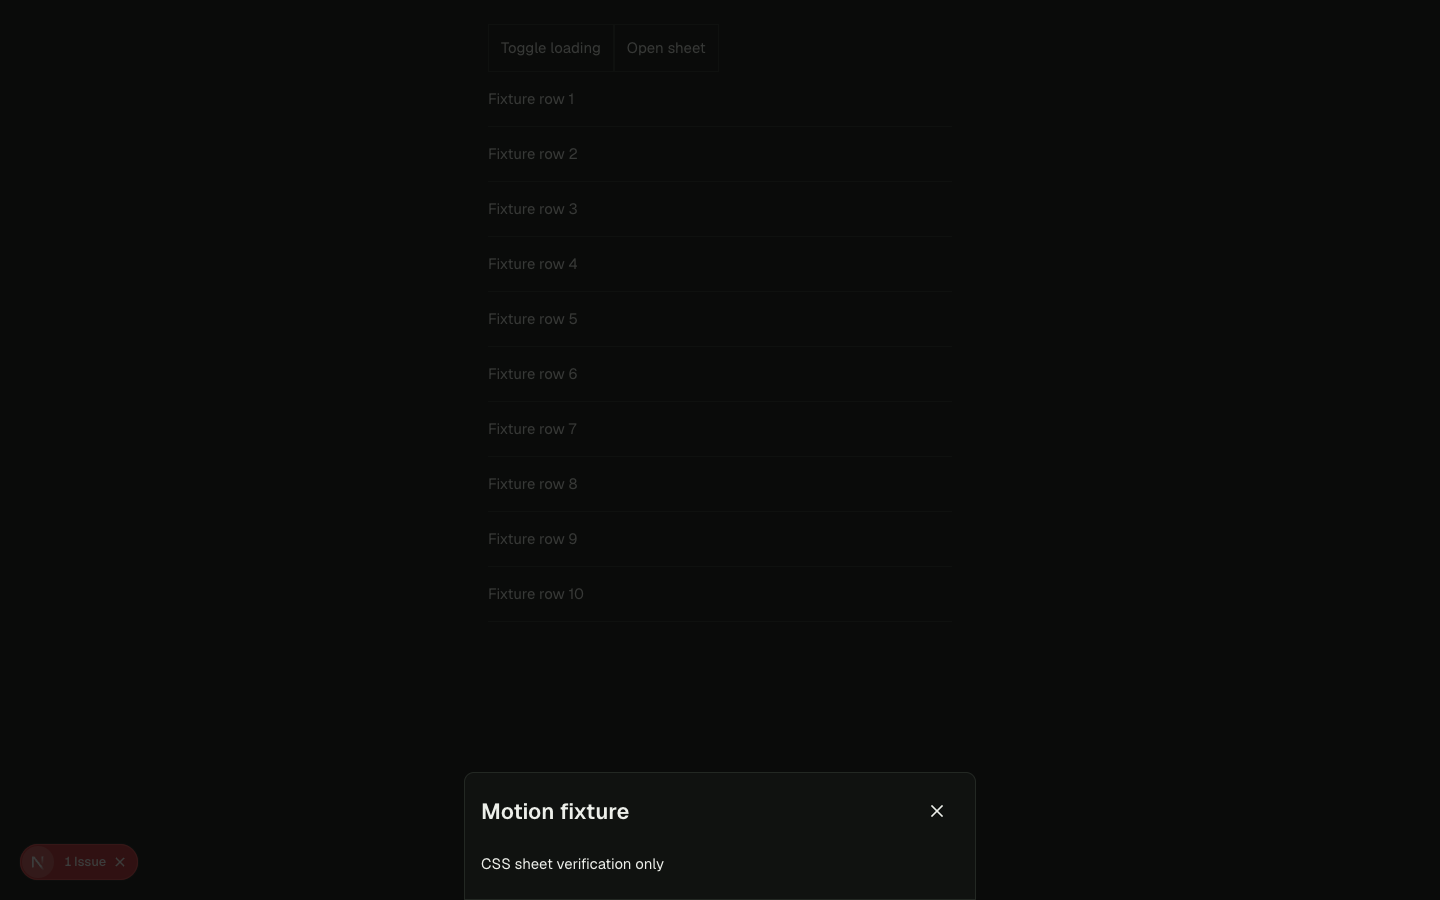 Toggle loading Open sheet
Fixture row 1
Fixture row 2
Fixture row 3
Fixture row 4
Fixture row 5
Fixture row 6
Fixture row 7
Fixture row 8
Fixture row 9
Fixture row 10
Motion fixture
CSS sheet verification only
N 1 Issue